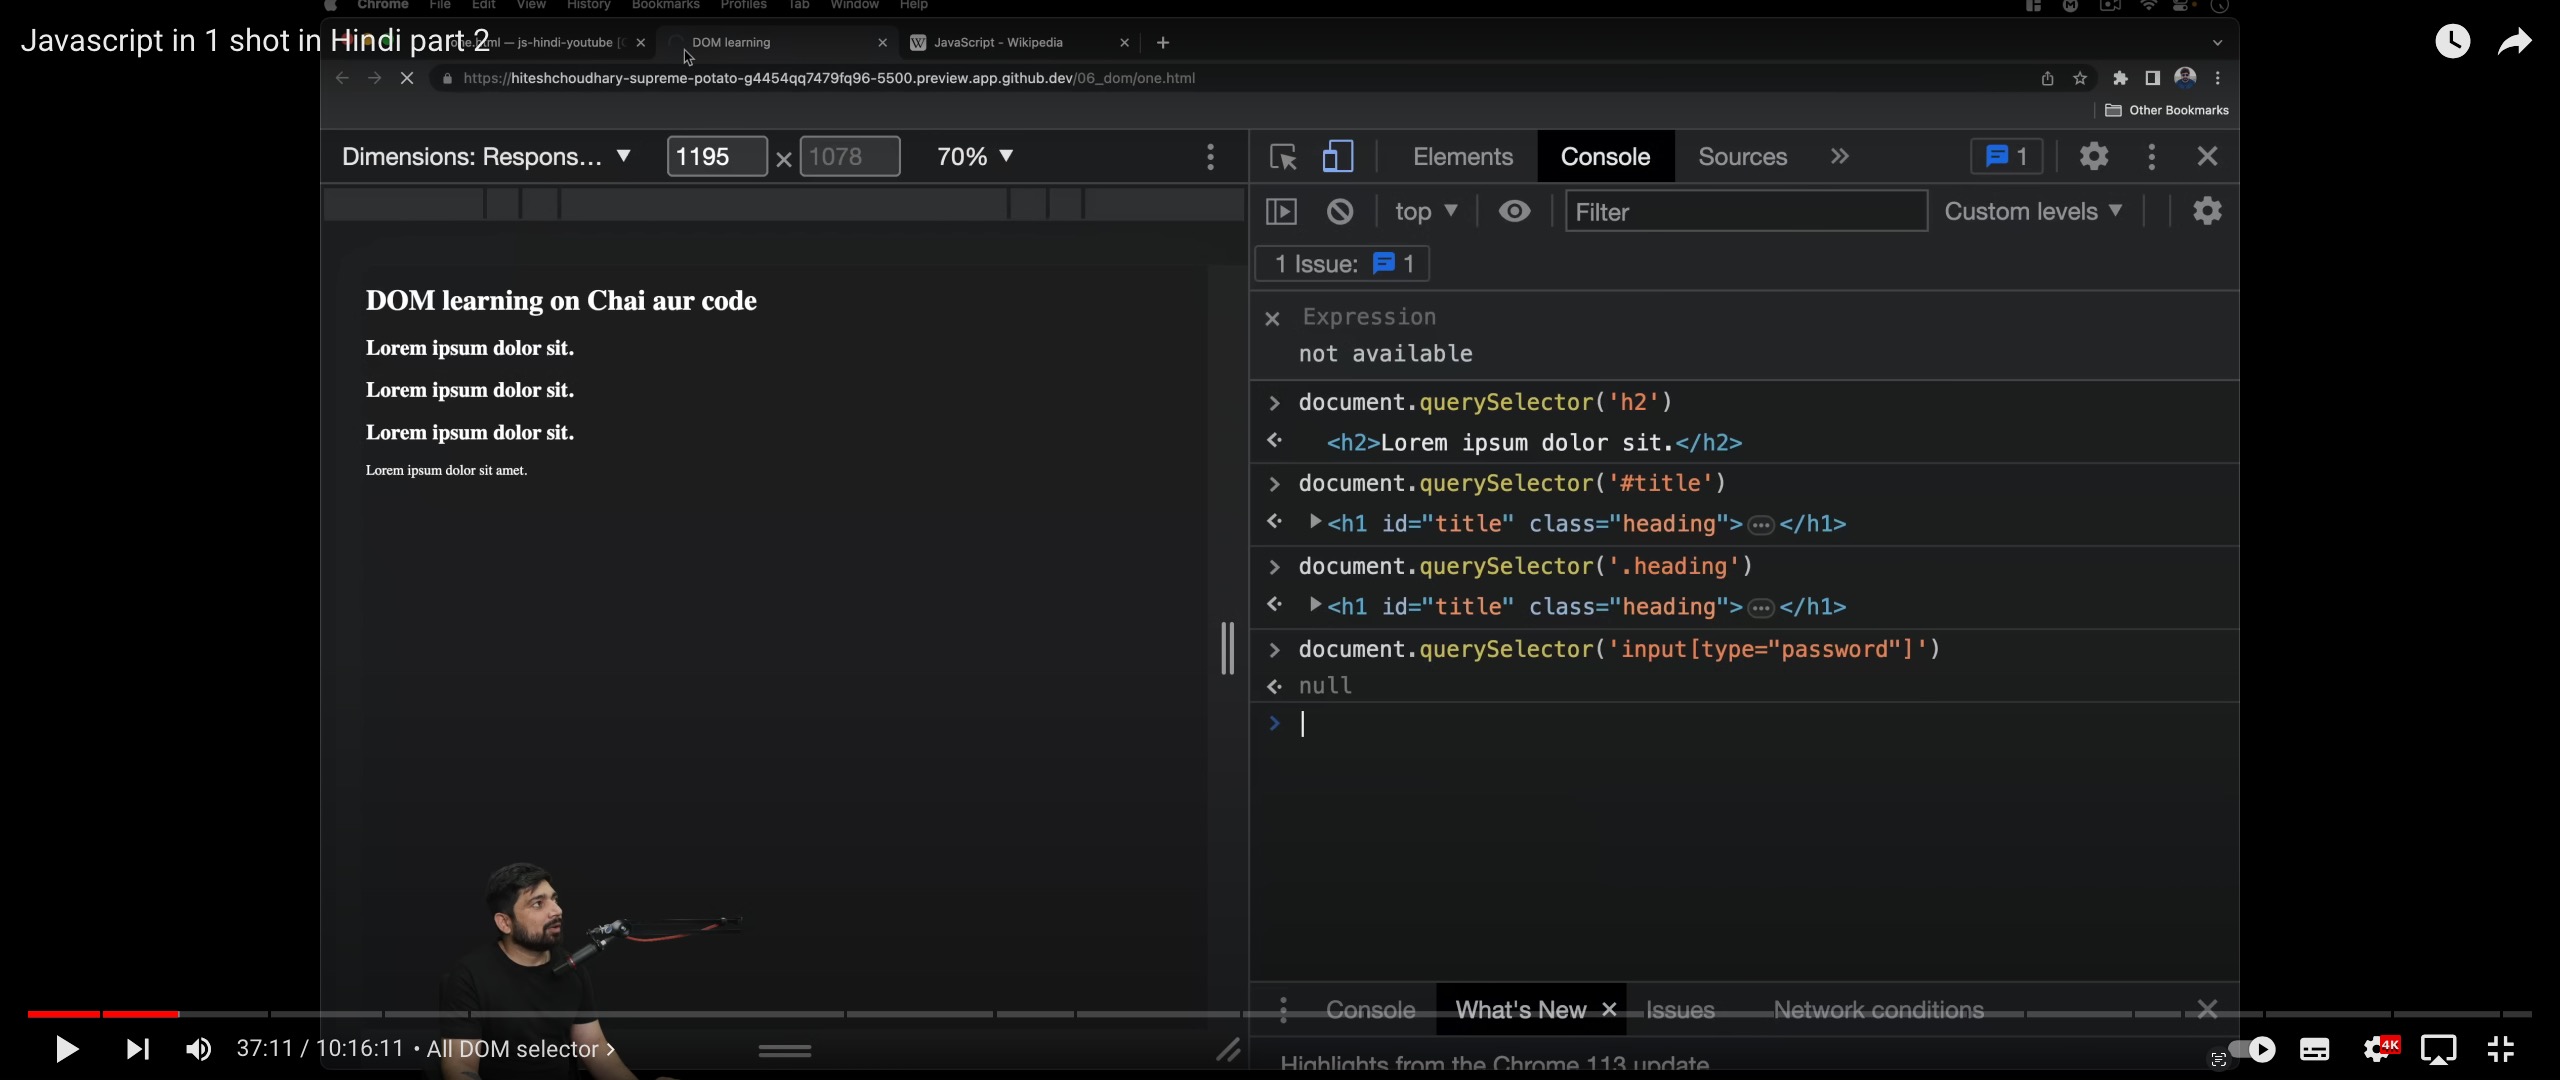 Chrome File Edit View History Bookmarks Profiles Tab Window Help
Javascript in 1 shot in Hindi part 2
— js-hindi-youtube
DOM learning
JavaScript - Wikipedia
https://hiteshchoudhary-supreme-potato-g4454qq7479fq96-5500.preview.app.github.dev/06_dom/one.html
Other Bookmarks
Dimensions: Respons... ▼ 1195 × 1078 70% ▼
Elements Console Sources » 1
top ▼ Filter Custom levels ▼
1 Issue: 1
DOM learning on Chai aur code
Lorem ipsum dolor sit.
Lorem ipsum dolor sit.
Lorem ipsum dolor sit.
Lorem ipsum dolor sit amet.
Expression
not available
document.querySelector('h2')
<h2>Lorem ipsum dolor sit.</h2>
document.querySelector('#title')
<h1 id="title" class="heading">…</h1>
document.querySelector('.heading')
<h1 id="title" class="heading">…</h1>
document.querySelector('input[type="password"]')
null
Console What's New × Issues Network conditions
Highlights from the Chrome 113 update
37:11 / 10:16:11 • All DOM selector ›
4K